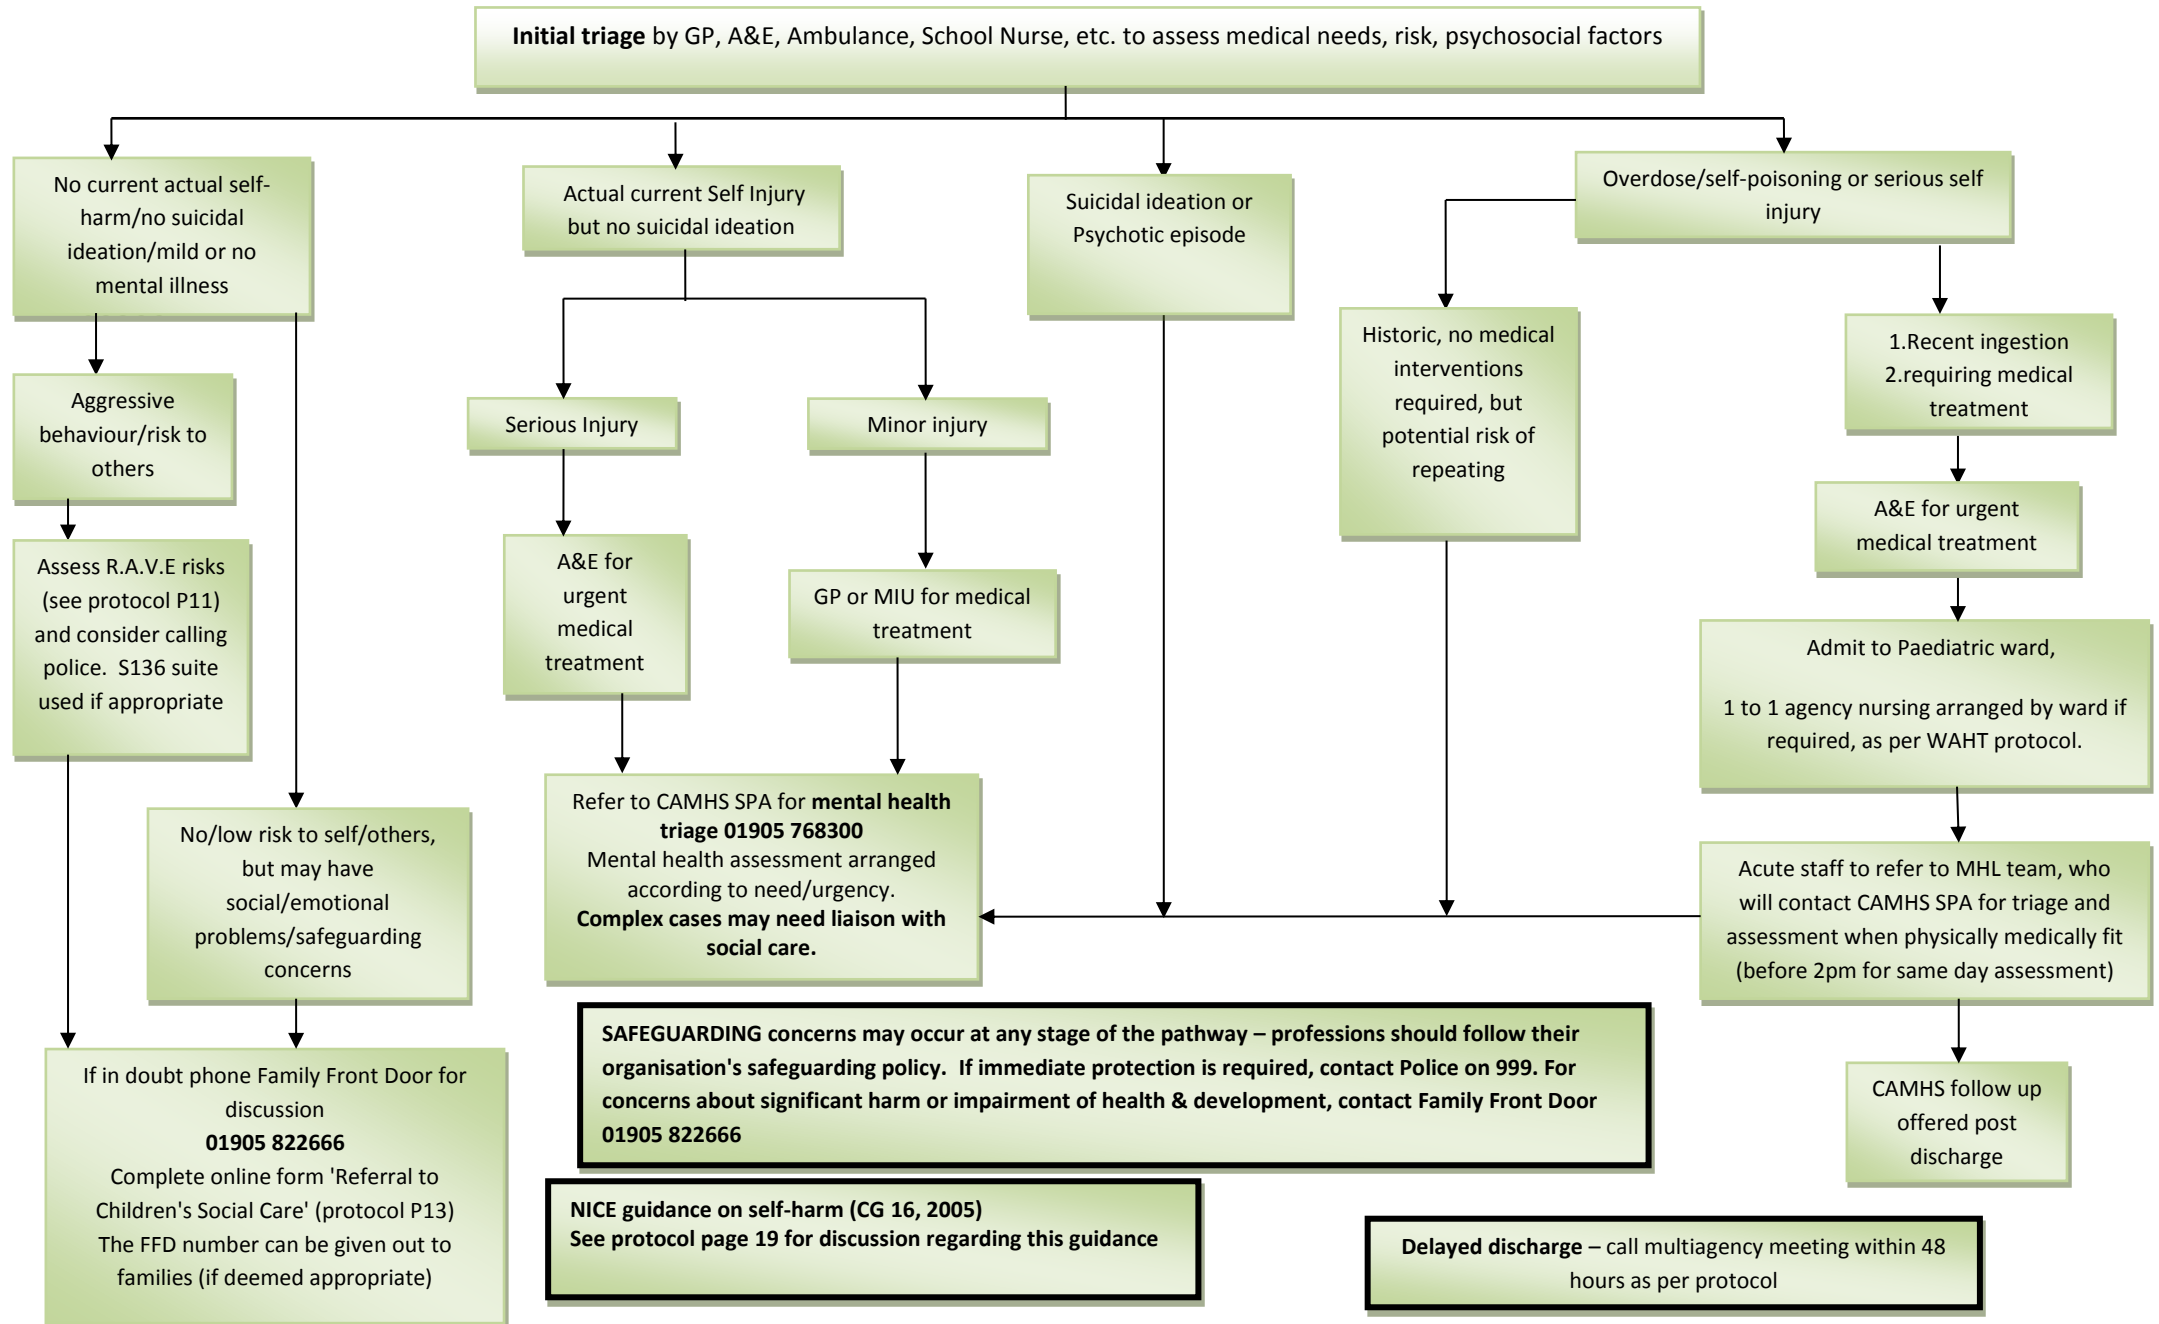 Initial triage by GP, A&E, Ambulance, School Nurse, etc. to assess medical needs, risk, psychosocial factors
No current actual self-
harm/no suicidal
ideation/mild or no
mental illness
Actual current Self Injury
but no suicidal ideation
Suicidal ideation or
Psychotic episode
Overdose/self-poisoning or serious self
injury
Aggressive
behaviour/risk to
others
Serious Injury
Minor injury
Historic, no medical
interventions
required, but
potential risk of
repeating
1.Recent ingestion
2.requiring medical
treatment
Assess R.A.V.E risks
(see protocol P11)
and consider calling
police.  S136 suite
used if appropriate
A&E for
urgent
medical
treatment
GP or MIU for medical
treatment
A&E for urgent
medical treatment
Admit to Paediatric ward,
1 to 1 agency nursing arranged by ward if
required, as per WAHT protocol.
No/low risk to self/others,
but may have
social/emotional
problems/safeguarding
concerns
Refer to CAMHS SPA for mental health
triage 01905 768300
Mental health assessment arranged
according to need/urgency.
Complex cases may need liaison with
social care.
Acute staff to refer to MHL team, who
will contact CAMHS SPA for triage and
assessment when physically medically fit
(before 2pm for same day assessment)
If in doubt phone Family Front Door for
discussion
01905 822666
Complete online form 'Referral to
Children's Social Care' (protocol P13)
The FFD number can be given out to
families (if deemed appropriate)
SAFEGUARDING concerns may occur at any stage of the pathway – professions should follow their
organisation's safeguarding policy.  If immediate protection is required, contact Police on 999. For
concerns about significant harm or impairment of health & development, contact Family Front Door
01905 822666
CAMHS follow up
offered post
discharge
NICE guidance on self-harm (CG 16, 2005)
See protocol page 19 for discussion regarding this guidance
Delayed discharge – call multiagency meeting within 48
hours as per protocol